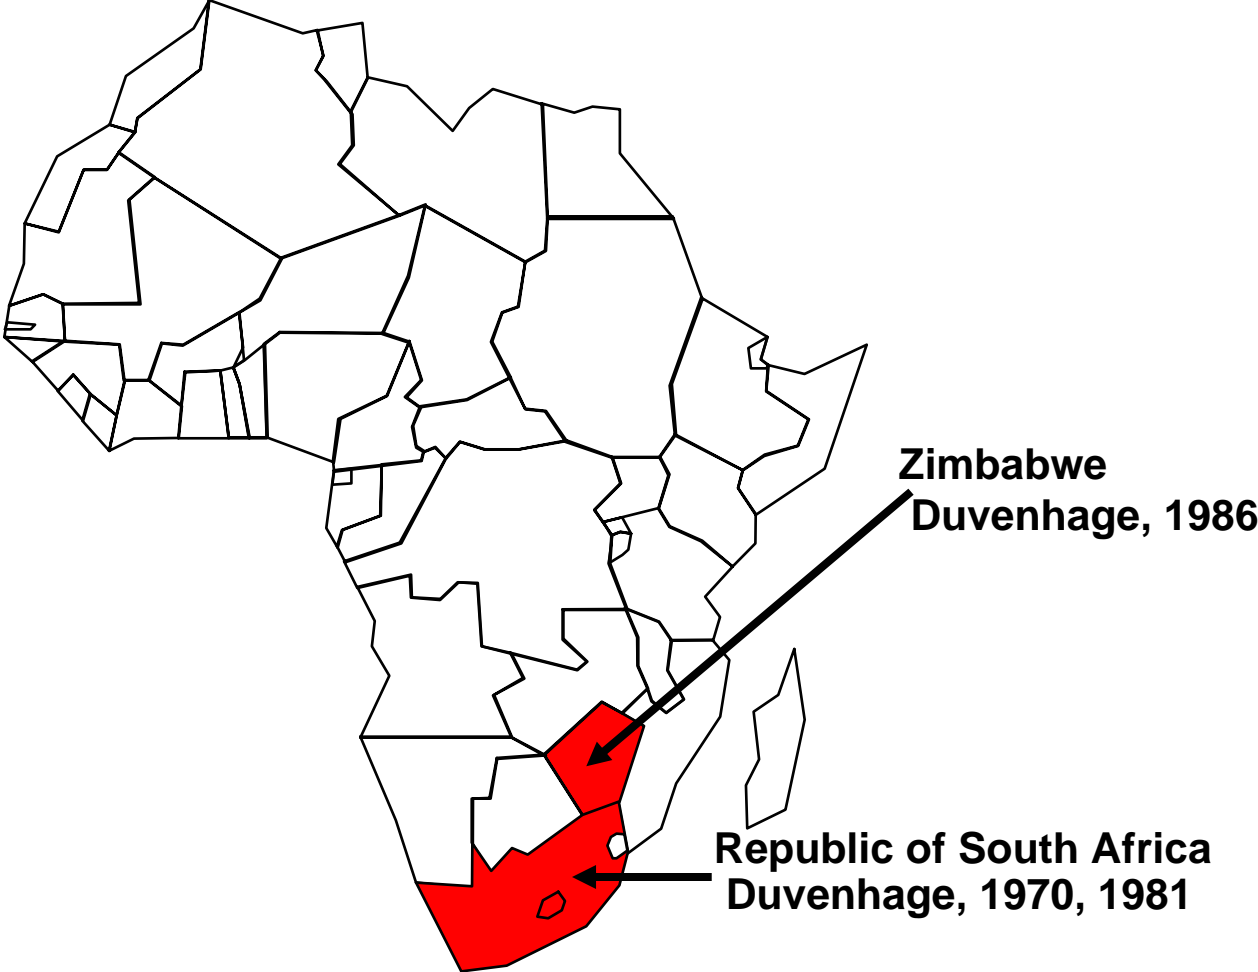 Zimbabwe
Duvenhage, 1986
Republic of South Africa
Duvenhage, 1970, 1981